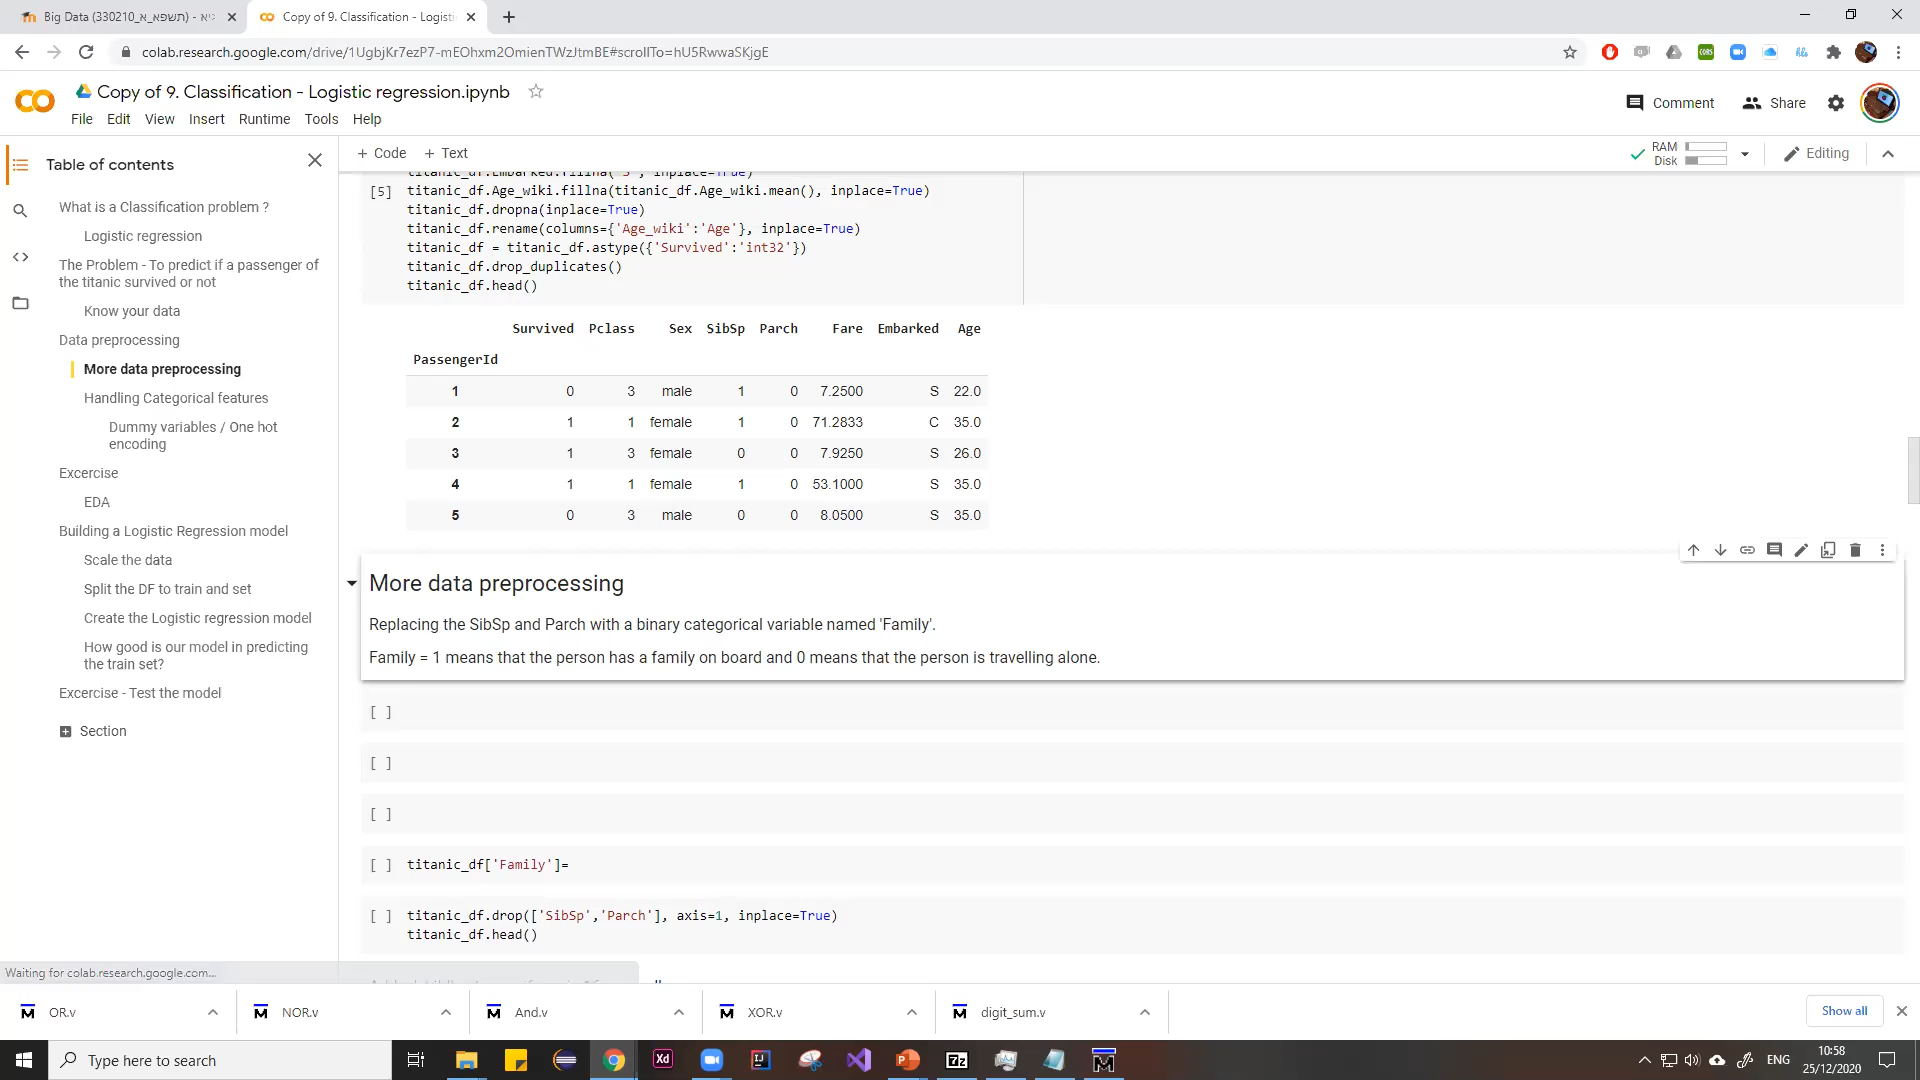 Big Data (330210_תשפא_א) - גיא
Copy of 9. Classification - Logisti
colab.research.google.com/drive/1UgbjKr7ezP7-mEOhxm2OmienTWzJtmBE#scrollTo=hU5RwwaSKjgE
Copy of 9. Classification - Logistic regression.ipynb
File Edit View Insert Runtime Tools Help
Comment Share
Table of contents
What is a Classification problem ?
Logistic regression
The Problem - To predict if a passenger of
the titanic survived or not
Know your data
Data preprocessing
More data preprocessing
Handling Categorical features
Dummy variables / One hot
encoding
Excercise
EDA
Building a Logistic Regression model
Scale the data
Split the DF to train and set
Create the Logistic regression model
How good is our model in predicting
the train set?
Excercise - Test the model
Section
+ Code + Text
RAM
Disk
Editing
titanic_df.Embarked.fillna('S', inplace=True)
[5] titanic_df.Age_wiki.fillna(titanic_df.Age_wiki.mean(), inplace=True)
titanic_df.dropna(inplace=True)
titanic_df.rename(columns={'Age_wiki':'Age'}, inplace=True)
titanic_df = titanic_df.astype({'Survived':'int32'})
titanic_df.drop_duplicates()
titanic_df.head()
Survived Pclass Sex SibSp Parch Fare Embarked Age
PassengerId
1 0 3 male 1 0 7.2500 S 22.0
2 1 1 female 1 0 71.2833 C 35.0
3 1 3 female 0 0 7.9250 S 26.0
4 1 1 female 1 0 53.1000 S 35.0
5 0 3 male 0 0 8.0500 S 35.0
More data preprocessing
Replacing the SibSp and Parch with a binary categorical variable named 'Family'.
Family = 1 means that the person has a family on board and 0 means that the person is travelling alone.
[ ]
[ ]
[ ]
[ ] titanic_df['Family']=
[ ] titanic_df.drop(['SibSp','Parch'], axis=1, inplace=True)
titanic_df.head()
Waiting for colab.research.google.com...
OR.v
NOR.v
And.v
XOR.v
digit_sum.v
Show all
Type here to search
ENG
10:58
25/12/2020